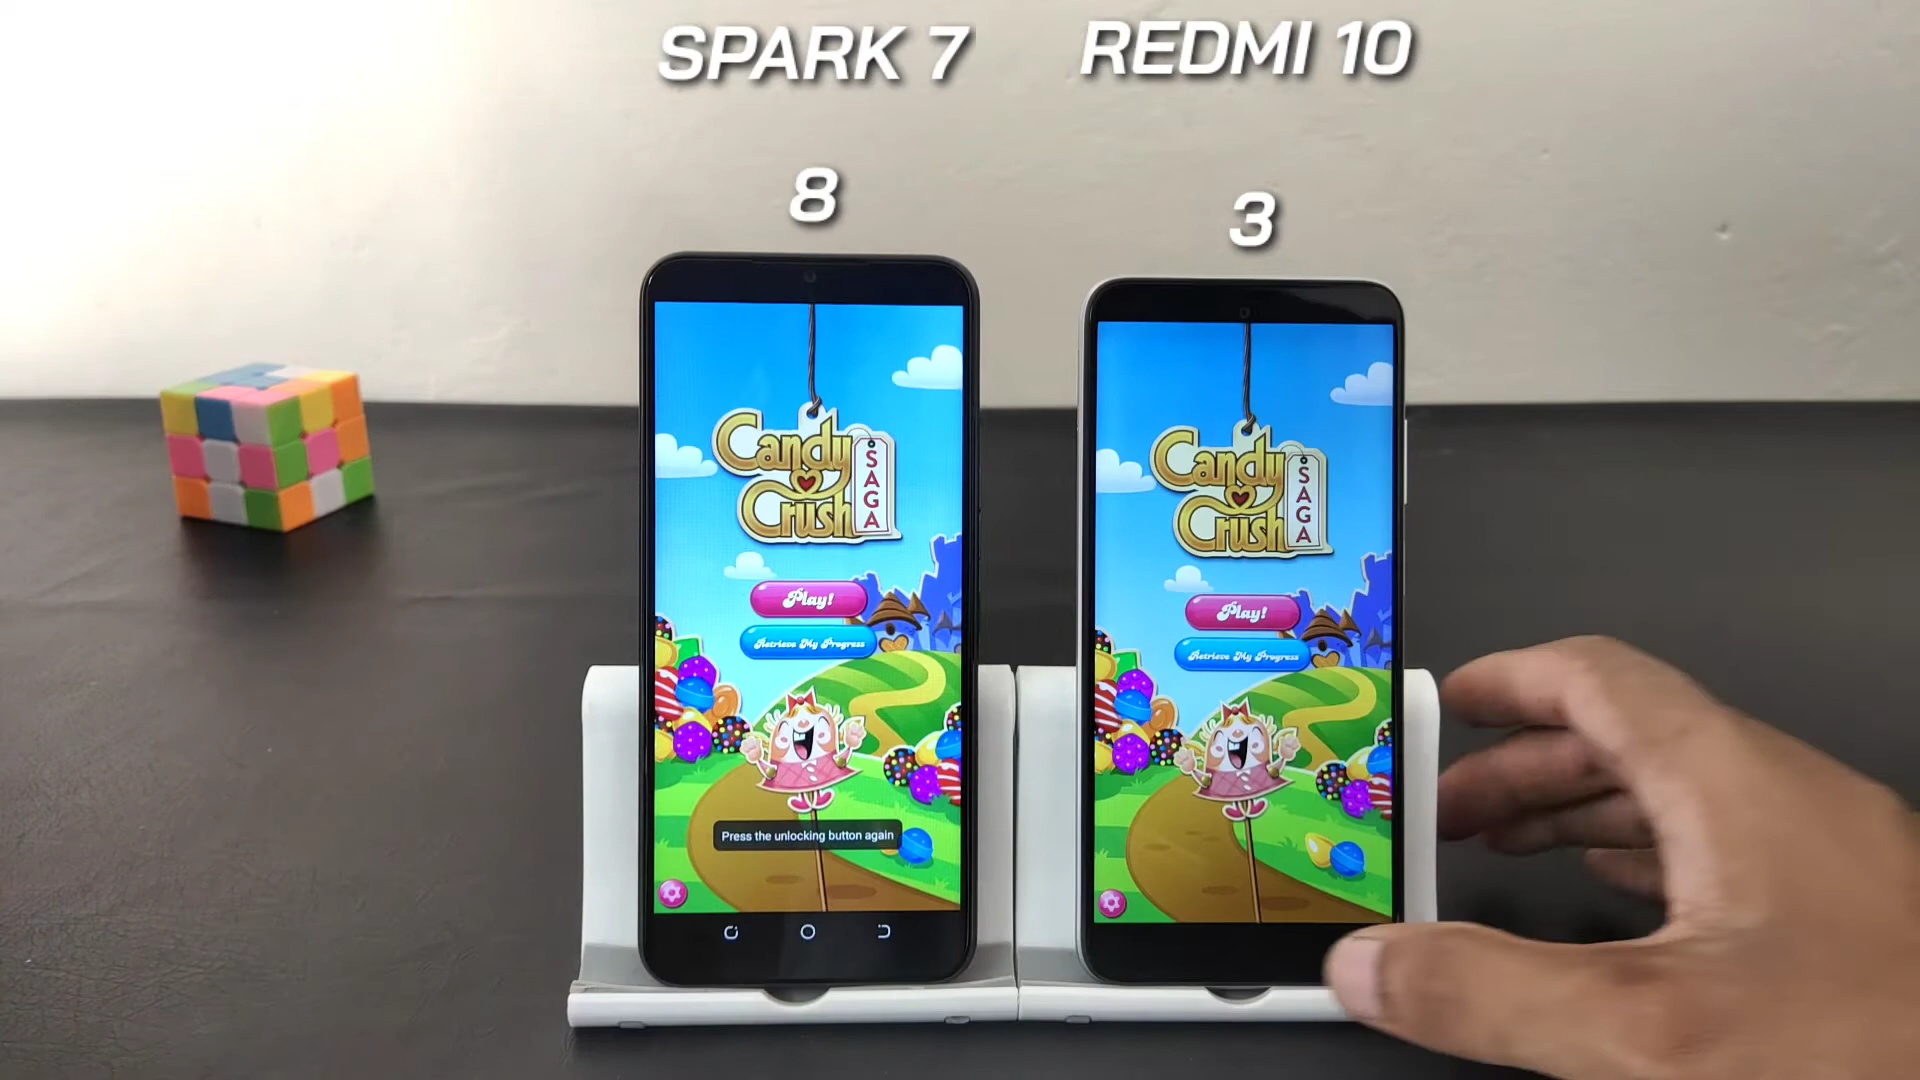 SPARK 7
REDMI 10
8
3
Candy
Crush
SAGA
Play!
Retrieve My Progress
Press the unlocking button again
Candy
Crush
SAGA
Play!
Retrieve My Progress